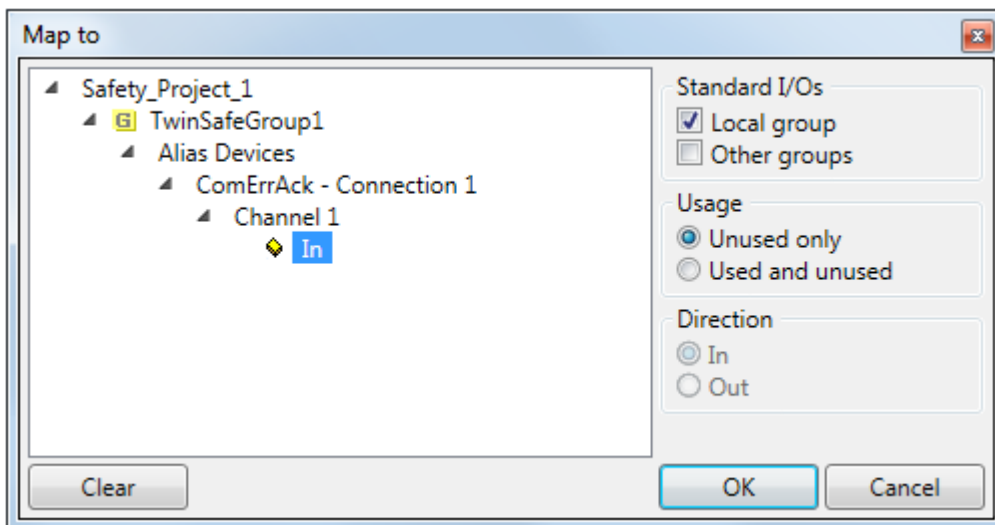 Map to
Safety_Project_1
G TwinSafeGroup1
Alias Devices
ComErrAck - Connection 1
Channel 1
In
Standard I/Os
Local group
Other groups
Usage
Unused only
Used and unused
Direction
In
Out
Clear
OK
Cancel